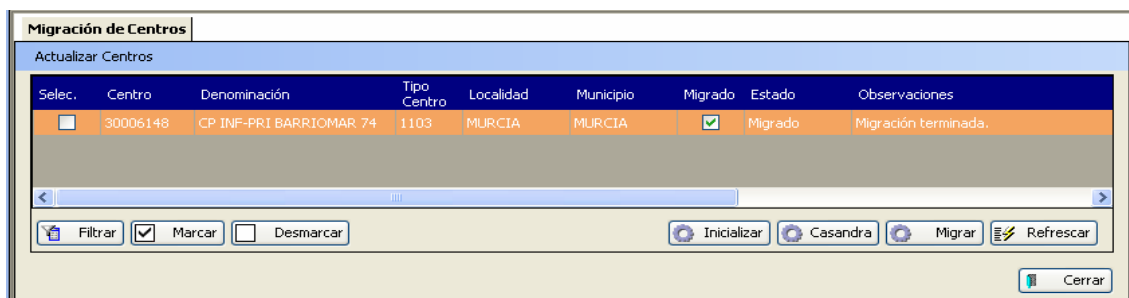 Migración de Centros
Actualizar Centros
Selec. Centro Denominación Tipo Centro Localidad Municipio Migrado Estado Observaciones
30006148 CP INF-PRI BARRIOMAR 74 1103 MURCIA MURCIA Migrado Migración terminada.
Filtrar Marcar Desmarcar Inicializar Casandra Migrar Refrescar
Cerrar